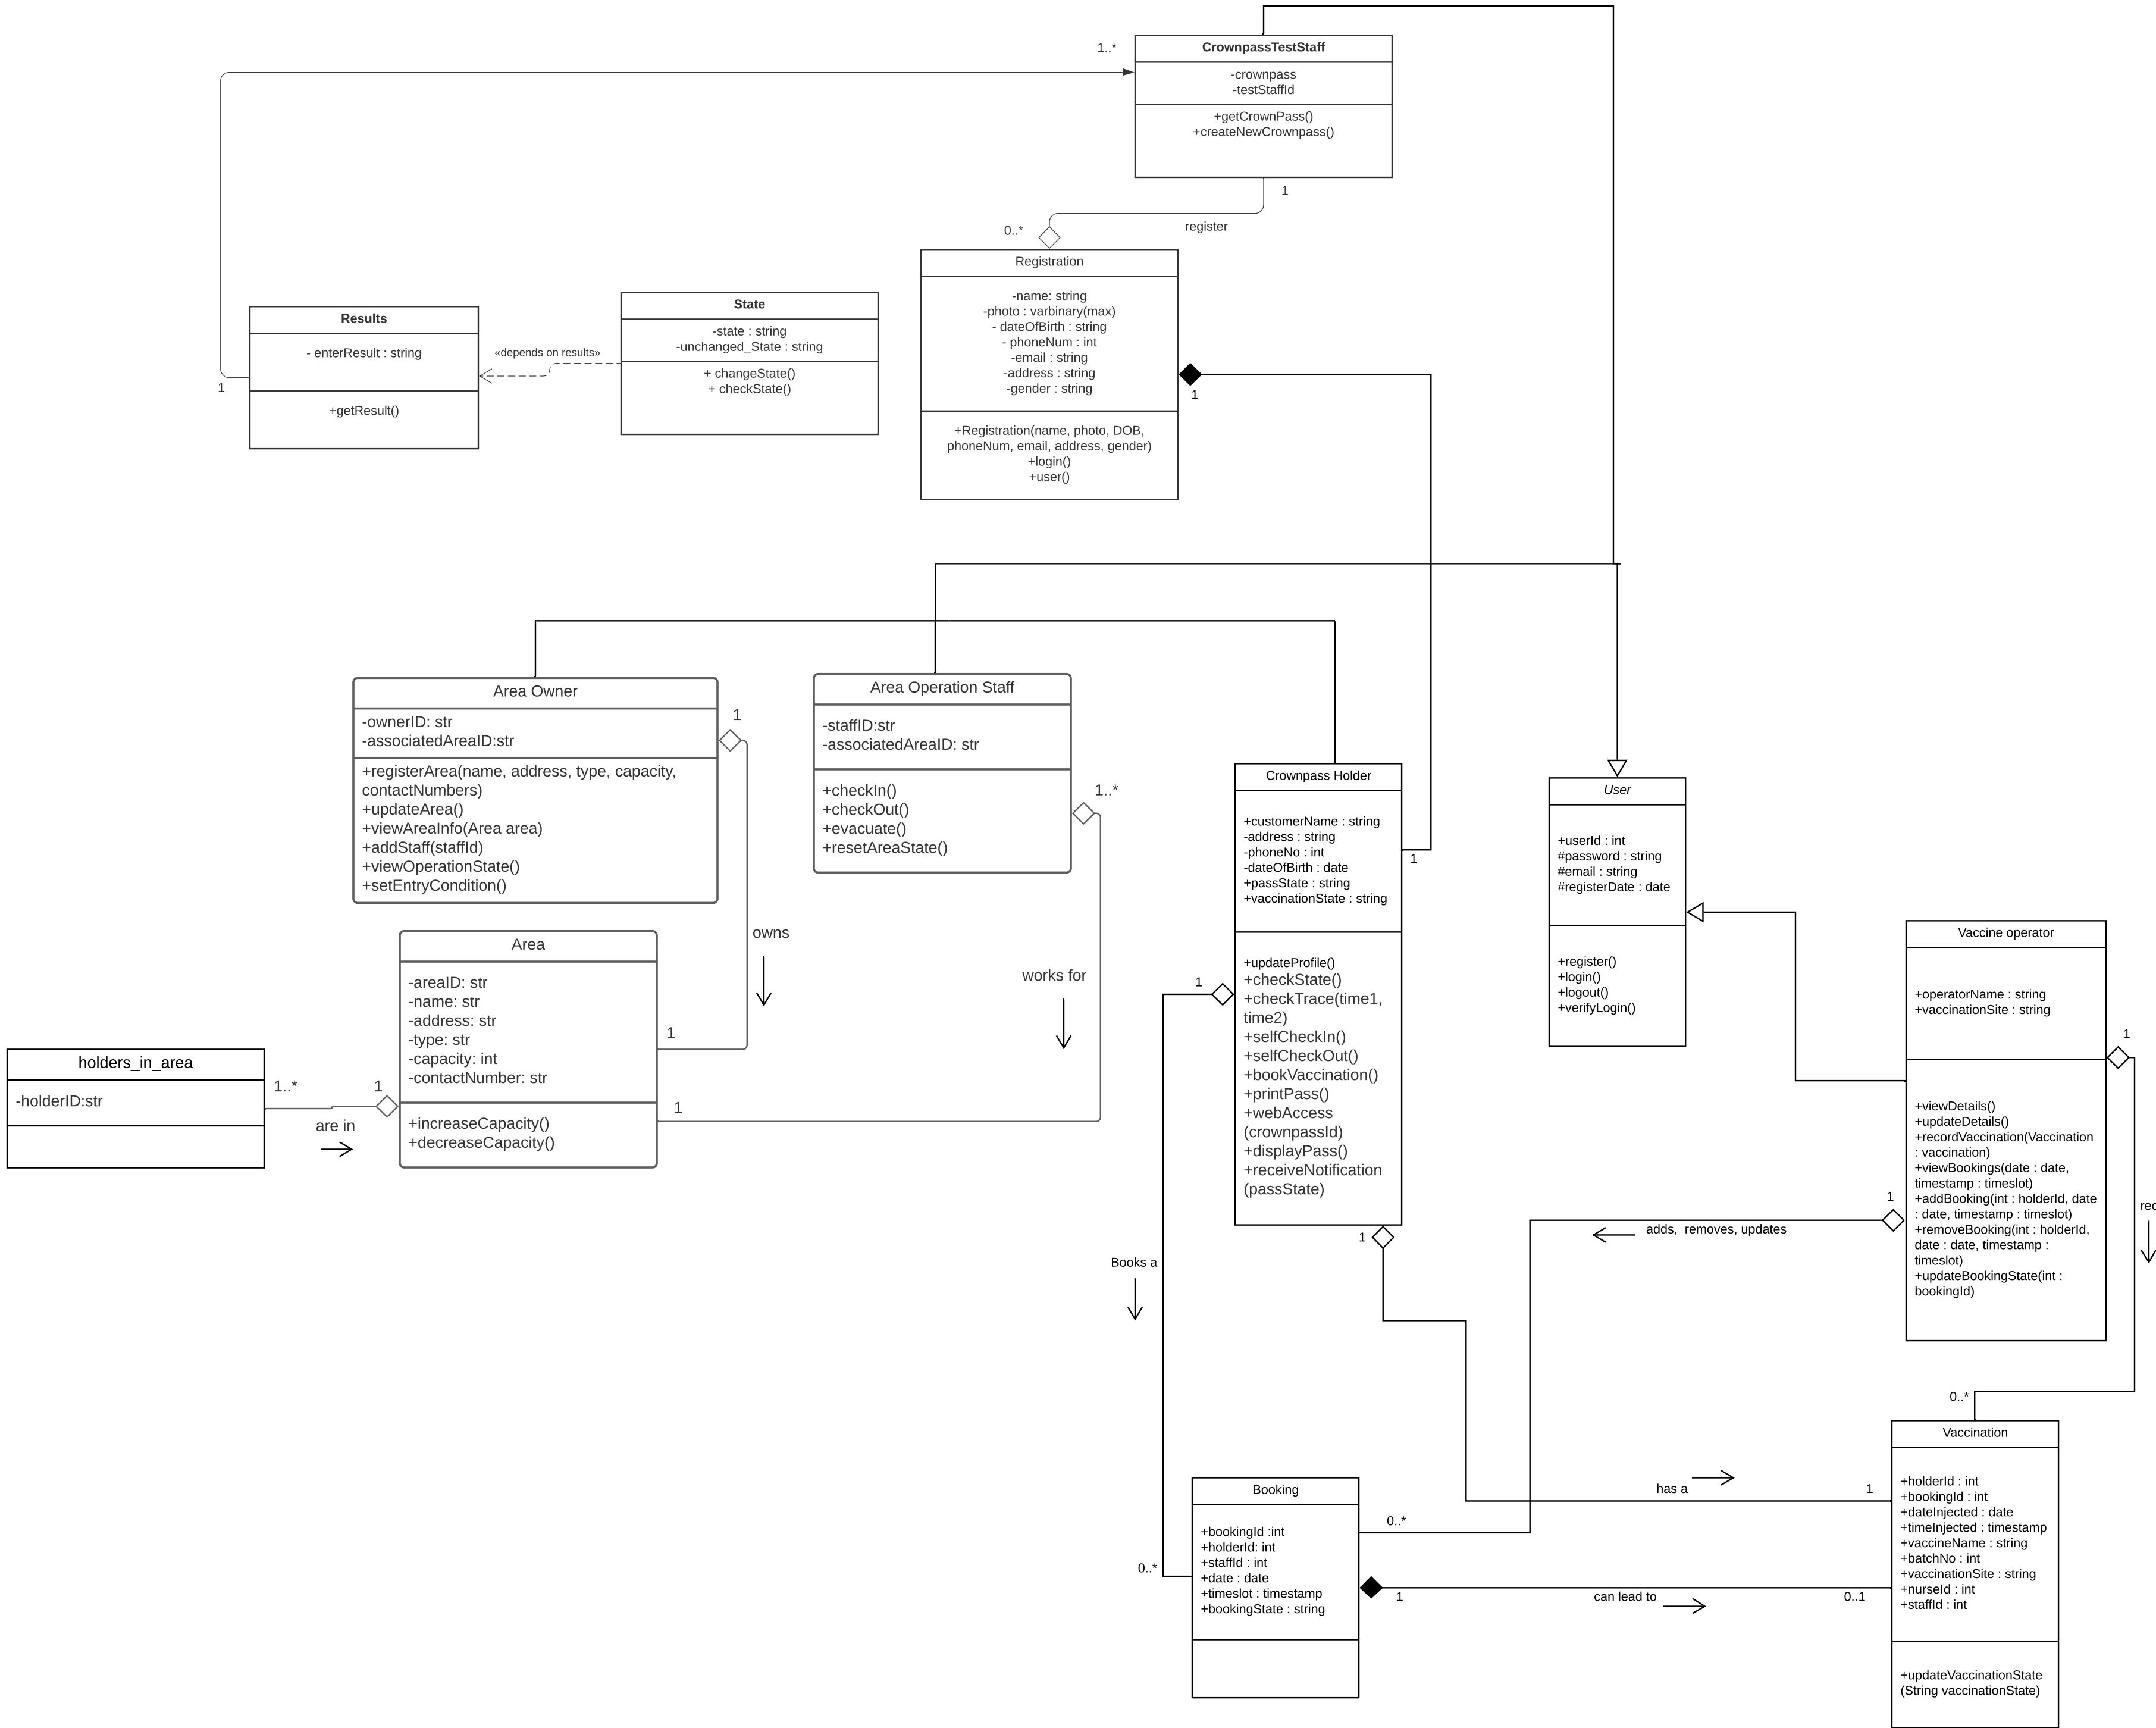 CrownpassTestStaff
-crownpass
-testStaffId
+getCrownPass()
+createNewCrownpass()
1..*
1
register
0..*
Registration
-name: string
-photo : varbinary(max)
- dateOfBirth : string
- phoneNum : int
-email : string
-address : string
-gender : string
+Registration(name, photo, DOB,
phoneNum, email, address, gender)
+login()
+user()
1
Results
- enterResult : string
+getResult()
1
«depends on results»
State
-state : string
-unchanged_State : string
+ changeState()
+ checkState()
Area Owner
-ownerID: str
-associatedAreaID:str
+registerArea(name, address, type, capacity,
contactNumbers)
+updateArea()
+viewAreaInfo(Area area)
+addStaff(staffId)
+viewOperationState()
+setEntryCondition()
1
owns
1
Area Operation Staff
-staffID:str
-associatedAreaID: str
+checkIn()
+checkOut()
+evacuate()
+resetAreaState()
1..*
works for
1
Area
-areaID: str
-name: str
-address: str
-type: str
-capacity: int
-contactNumber: str
+increaseCapacity()
+decreaseCapacity()
holders_in_area
-holderID:str
1..*
1
are in
Crownpass Holder
+customerName : string
-address : string
-phoneNo : int
-dateOfBirth : date
+passState : string
+vaccinationState : string
+updateProfile()
+checkState()
+checkTrace(time1,
time2)
+selfCheckIn()
+selfCheckOut()
+bookVaccination()
+printPass()
+webAccess
(crownpassId)
+displayPass()
+receiveNotification
(passState)
1
1
1
Books a
0..*
User
+userId : int
#password : string
#email : string
#registerDate : date
+register()
+login()
+logout()
+verifyLogin()
Vaccine operator
+operatorName : string
+vaccinationSite : string
+viewDetails()
+updateDetails()
+recordVaccination(Vaccination
: vaccination)
+viewBookings(date : date,
timestamp : timeslot)
+addBooking(int : holderId, date
: date, timestamp : timeslot)
+removeBooking(int : holderId,
date : date, timestamp :
timeslot)
+updateBookingState(int :
bookingId)
1
1
adds,  removes, updates
0..*
0..*
Vaccination
+holderId : int
+bookingId : int
+dateInjected : date
+timeInjected : timestamp
+vaccineName : string
+batchNo : int
+vaccinationSite : string
+nurseId : int
+staffId : int
+updateVaccinationState
(String vaccinationState)
has a
1
Booking
+bookingId :int
+holderId: int
+staffId : int
+date : date
+timeslot : timestamp
+bookingState : string
1
can lead to
0..1